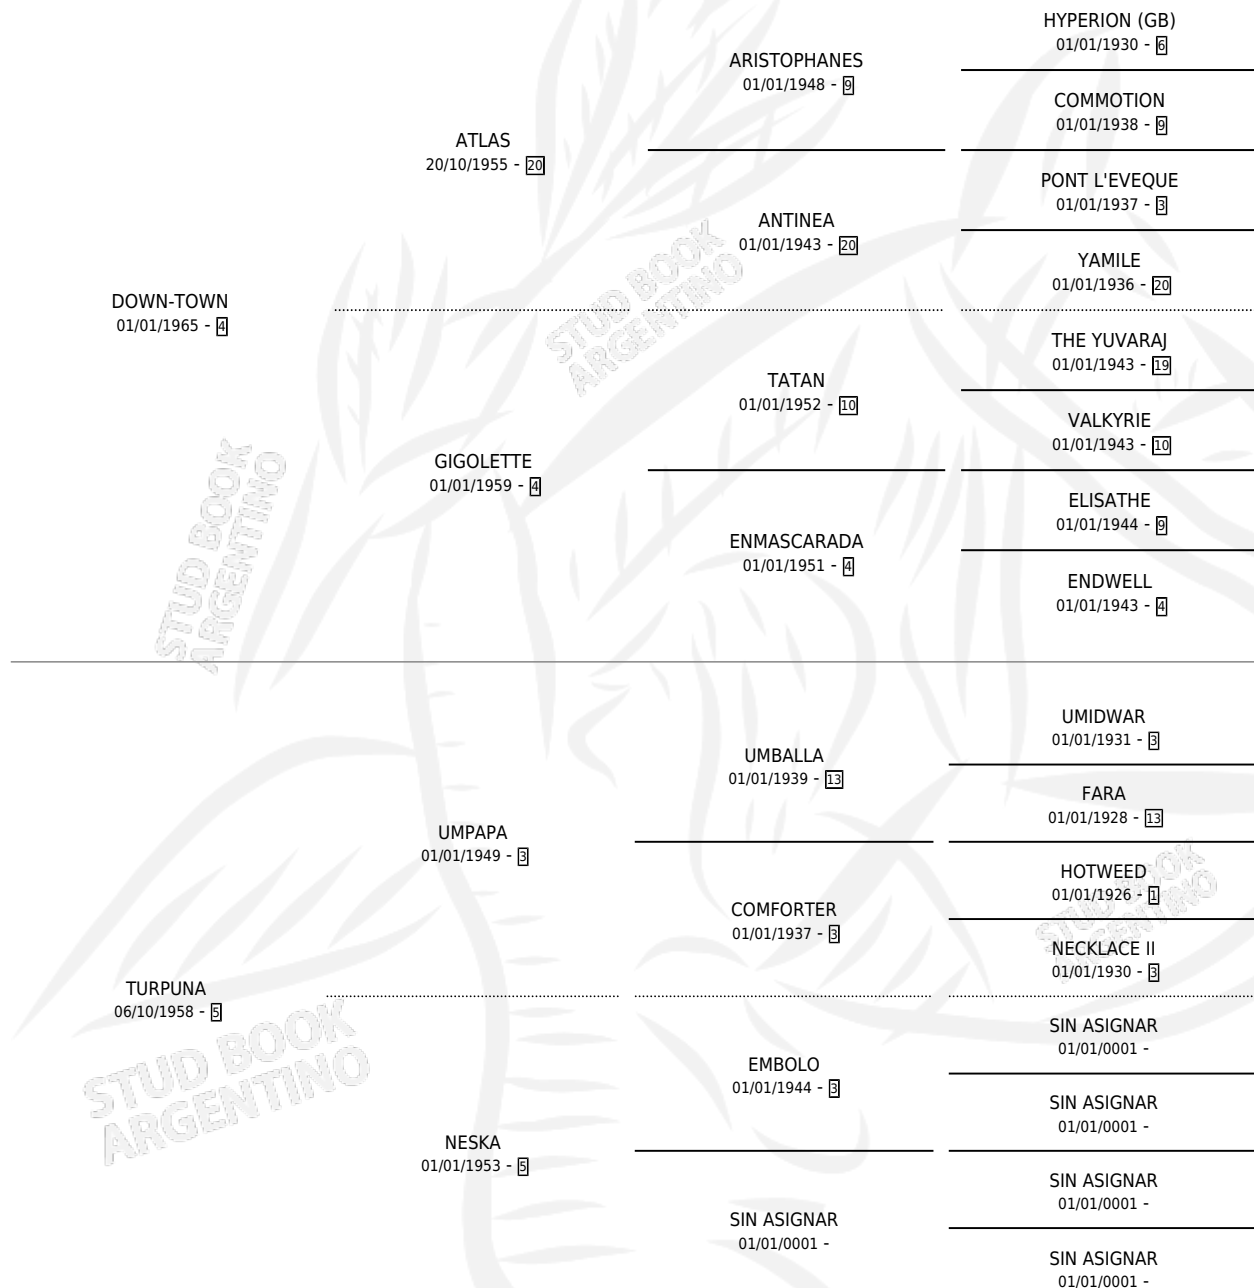 HYPERION (GB)
01/01/1930 - 6
ARISTOPHANES
01/01/1948 - 9
COMMOTION
01/01/1938 - 9
ATLAS
20/10/1955 - 20
PONT L'EVEQUE
01/01/1937 - 3
ANTINEA
01/01/1943 - 20
YAMILE
01/01/1936 - 20
DOWN-TOWN
01/01/1965 - 4
THE YUVARAJ
01/01/1943 - 19
TATAN
01/01/1952 - 10
VALKYRIE
01/01/1943 - 10
GIGOLETTE
01/01/1959 - 4
ELISATHE
01/01/1944 - 9
ENMASCARADA
01/01/1951 - 4
ENDWELL
01/01/1943 - 4
UMIDWAR
01/01/1931 - 3
UMBALLA
01/01/1939 - 13
FARA
01/01/1928 - 13
UMPAPA
01/01/1949 - 3
HOTWEED
01/01/1926 - 1
COMFORTER
01/01/1937 - 3
NECKLACE II
01/01/1930 - 3
TURPUNA
06/10/1958 - 5
SIN ASIGNAR
01/01/0001 -
EMBOLO
01/01/1944 - 3
SIN ASIGNAR
01/01/0001 -
NESKA
01/01/1953 - 5
SIN ASIGNAR
01/01/0001 -
SIN ASIGNAR
01/01/0001 -
SIN ASIGNAR
01/01/0001 -
STUD BOOK
ARGENTINO
STUD BOOK
ARGENTINO
STUD BOOK
ARGENTINO
STUD BOOK
ARGENTINO